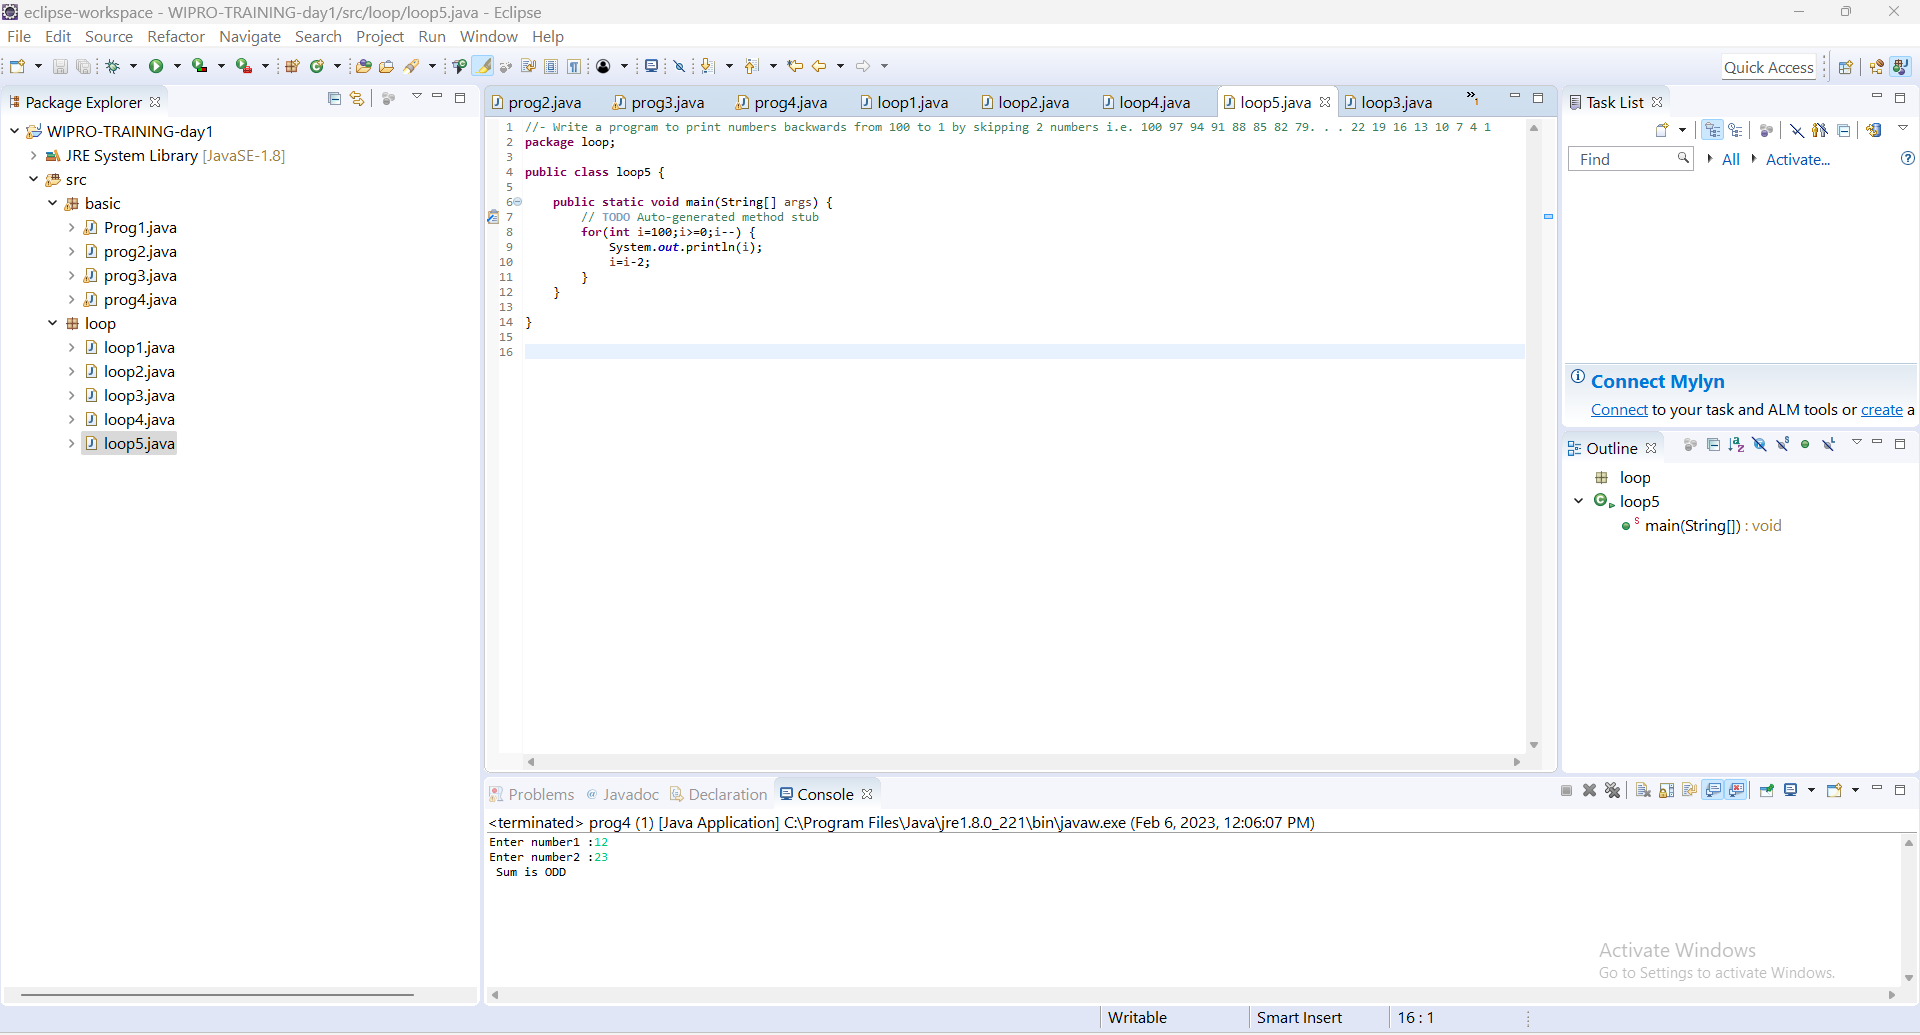 eclipse-workspace - WIPRO-TRAINING-day1/src/loop/loop5.java - Eclipse
File Edit Source Refactor Navigate Search Project Run Window Help
Quick Access
Package Explorer
WIPRO-TRAINING-day1
JRE System Library [JavaSE-1.8]
src
basic
Prog1.java
prog2.java
prog3.java
prog4.java
loop
loop1.java
loop2.java
loop3.java
loop4.java
loop5.java
prog2.java prog3.java prog4.java loop1.java loop2.java loop4.java loop5.java loop3.java »1
1 //- Write a program to print numbers backwards from 100 to 1 by skipping 2 numbers i.e. 100 97 94 91 88 85 82 79. . . 22 19 16 13 10 7 4 1
2 package loop;
3
4 public class loop5 {
5
6 public static void main(String[] args) {
7 // TODO Auto-generated method stub
8 for(int i=100;i>=0;i--) {
9 System.out.println(i);
10 i=i-2;
11 }
12 }
13
14 }
15
16
Task List
Find All Activate...
Connect Mylyn
Connect to your task and ALM tools or create a
Outline
loop
loop5
main(String[]) : void
Problems @ Javadoc Declaration Console
<terminated> prog4 (1) [Java Application] C:\Program Files\Java\jre1.8.0_221\bin\javaw.exe (Feb 6, 2023, 12:06:07 PM)
Enter number1 :12
Enter number2 :23
Sum is ODD
Activate Windows
Go to Settings to activate Windows.
Writable Smart Insert 16 : 1